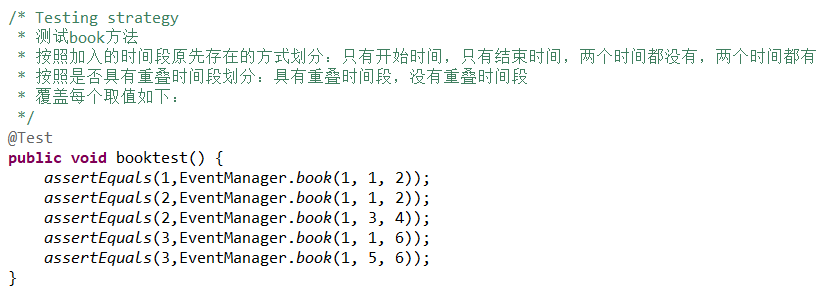 /* Testing strategy
 * 测试book方法
 * 按照加入的时间段原先存在的方式划分：只有开始时间，只有结束时间，两个时间都没有，两个时间都有
 * 按照是否具有重叠时间段划分：具有重叠时间段，没有重叠时间段
 * 覆盖每个取值如下：
 */
@Test
public void booktest() {
    assertEquals(1,EventManager.book(1, 1, 2));
    assertEquals(2,EventManager.book(1, 1, 2));
    assertEquals(2,EventManager.book(1, 3, 4));
    assertEquals(3,EventManager.book(1, 1, 6));
    assertEquals(3,EventManager.book(1, 5, 6));
}